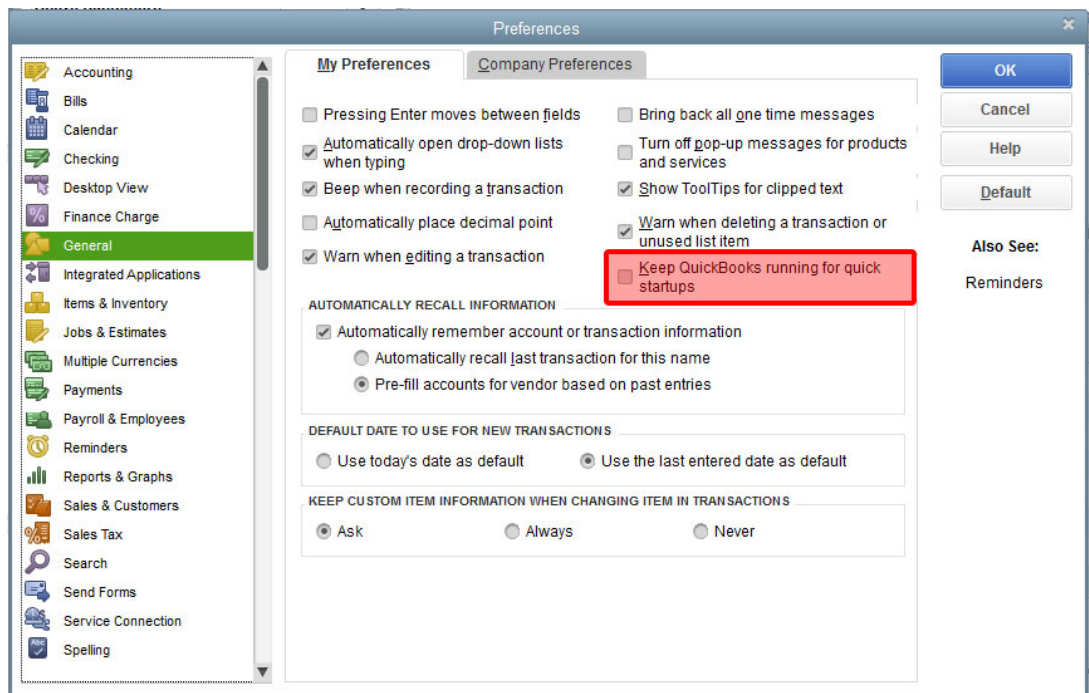 Preferences
Accounting
Bills
Calendar
Checking
Desktop View
Finance Charge
General
Integrated Applications
Items & Inventory
Jobs & Estimates
Multiple Currencies
Payments
Payroll & Employees
Reminders
Reports & Graphs
Sales & Customers
Sales Tax
Search
Send Forms
Service Connection
Spelling
My Preferences
Company Preferences
Pressing Enter moves between fields
Automatically open drop-down lists
when typing
Beep when recording a transaction
Automatically place decimal point
Warn when editing a transaction
Bring back all one time messages
Turn off pop-up messages for products
and services
Show ToolTips for clipped text
Warn when deleting a transaction or
unused list item
Keep QuickBooks running for quick
startups
AUTOMATICALLY RECALL INFORMATION
Automatically remember account or transaction information
Automatically recall last transaction for this name
Pre-fill accounts for vendor based on past entries
DEFAULT DATE TO USE FOR NEW TRANSACTIONS
Use today's date as default
Use the last entered date as default
KEEP CUSTOM ITEM INFORMATION WHEN CHANGING ITEM IN TRANSACTIONS
Ask
Always
Never
OK
Cancel
Help
Default
Also See:
Reminders